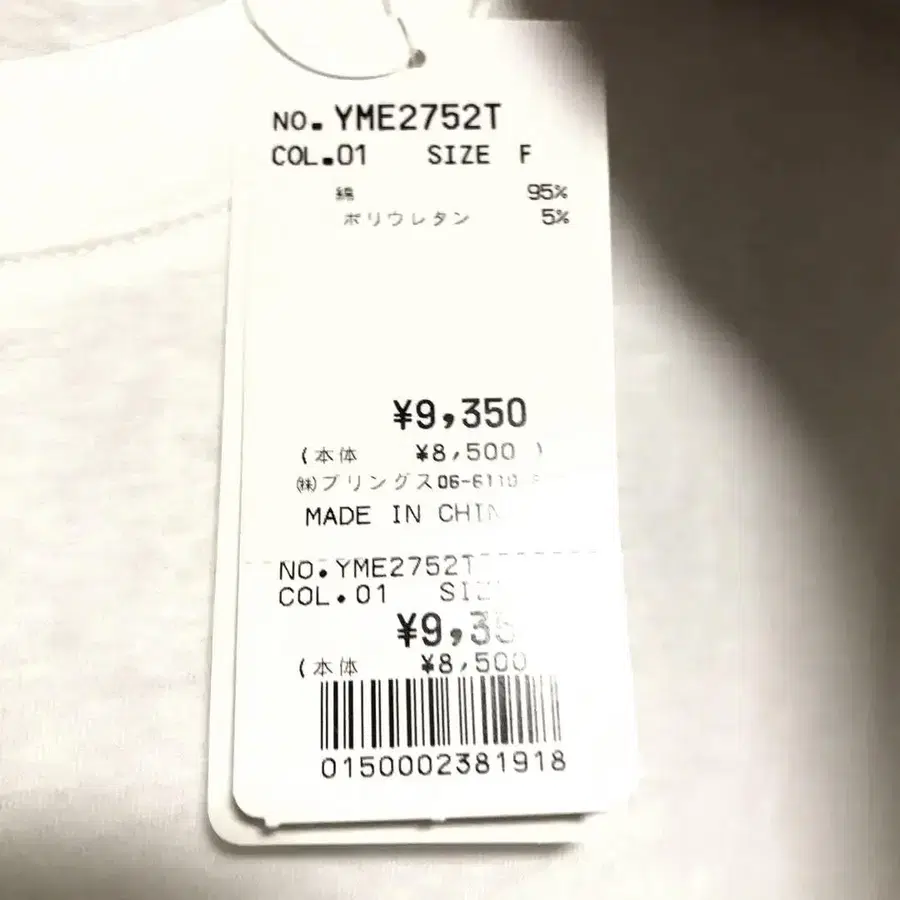 NO. YME2752T
COL.01 SIZE F
綿 95%
ポリウレタン 5%
¥9,350
(本体 ¥8,500 )
㈱ブリングス06-6110
MADE IN CHIN
NO.YME2752T
COL.01 SI
¥9,35
(本体 ¥8,500
0150002381918